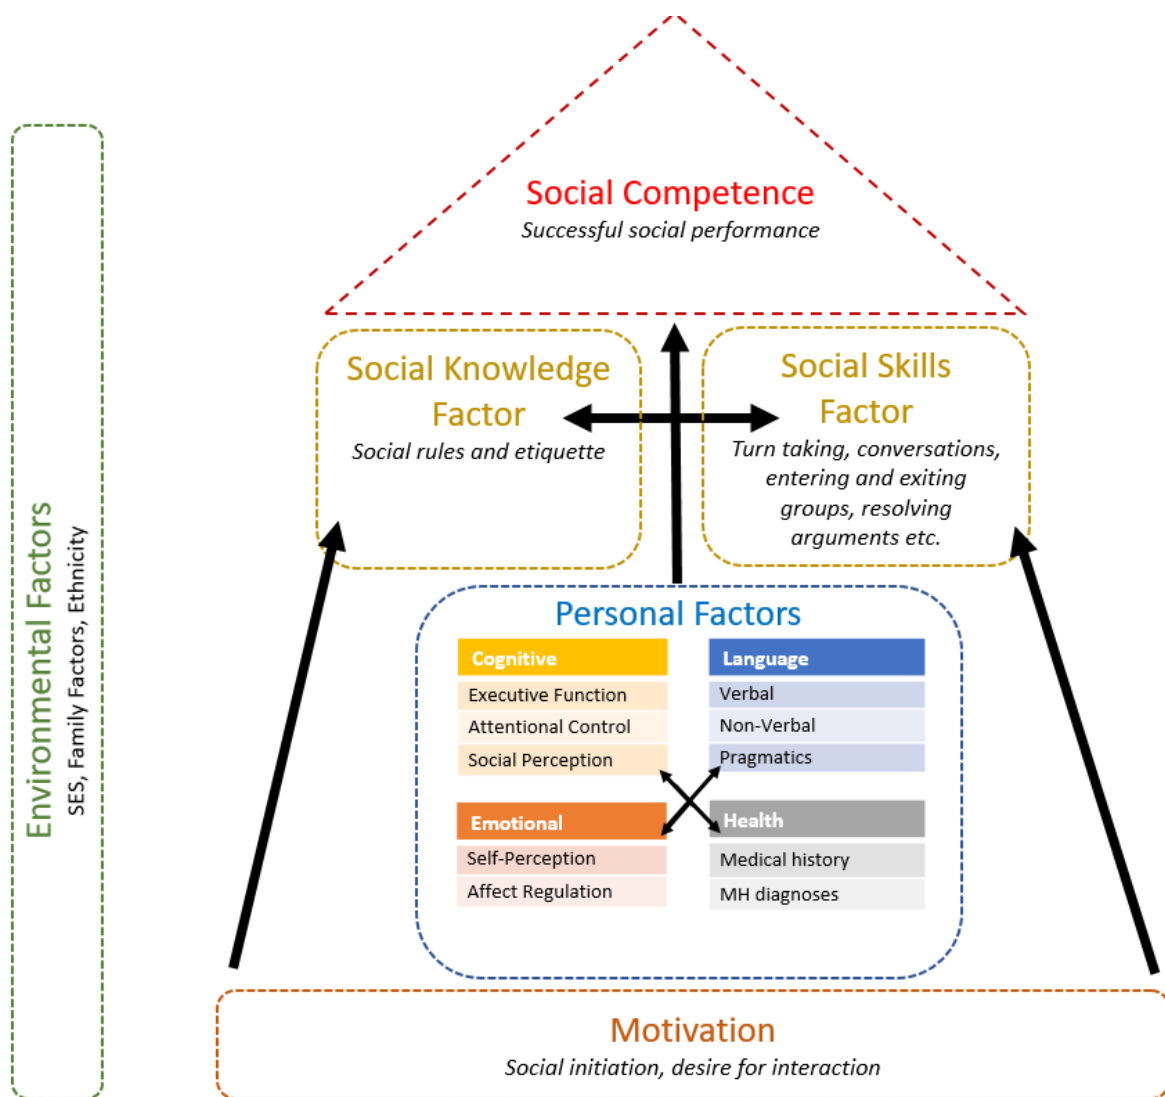 Social Competence
Successful social performance
Social Knowledge
Factor
Social rules and etiquette
Social Skills
Factor
Turn taking, conversations,
entering and exiting
groups, resolving
arguments etc.
Environmental Factors
SES, Family Factors, Ethnicity
Personal Factors
Cognitive
Executive Function
Attentional Control
Social Perception
Language
Verbal
Non-Verbal
Pragmatics
Emotional
Self-Perception
Affect Regulation
Health
Medical history
MH diagnoses
Motivation
Social initiation, desire for interaction